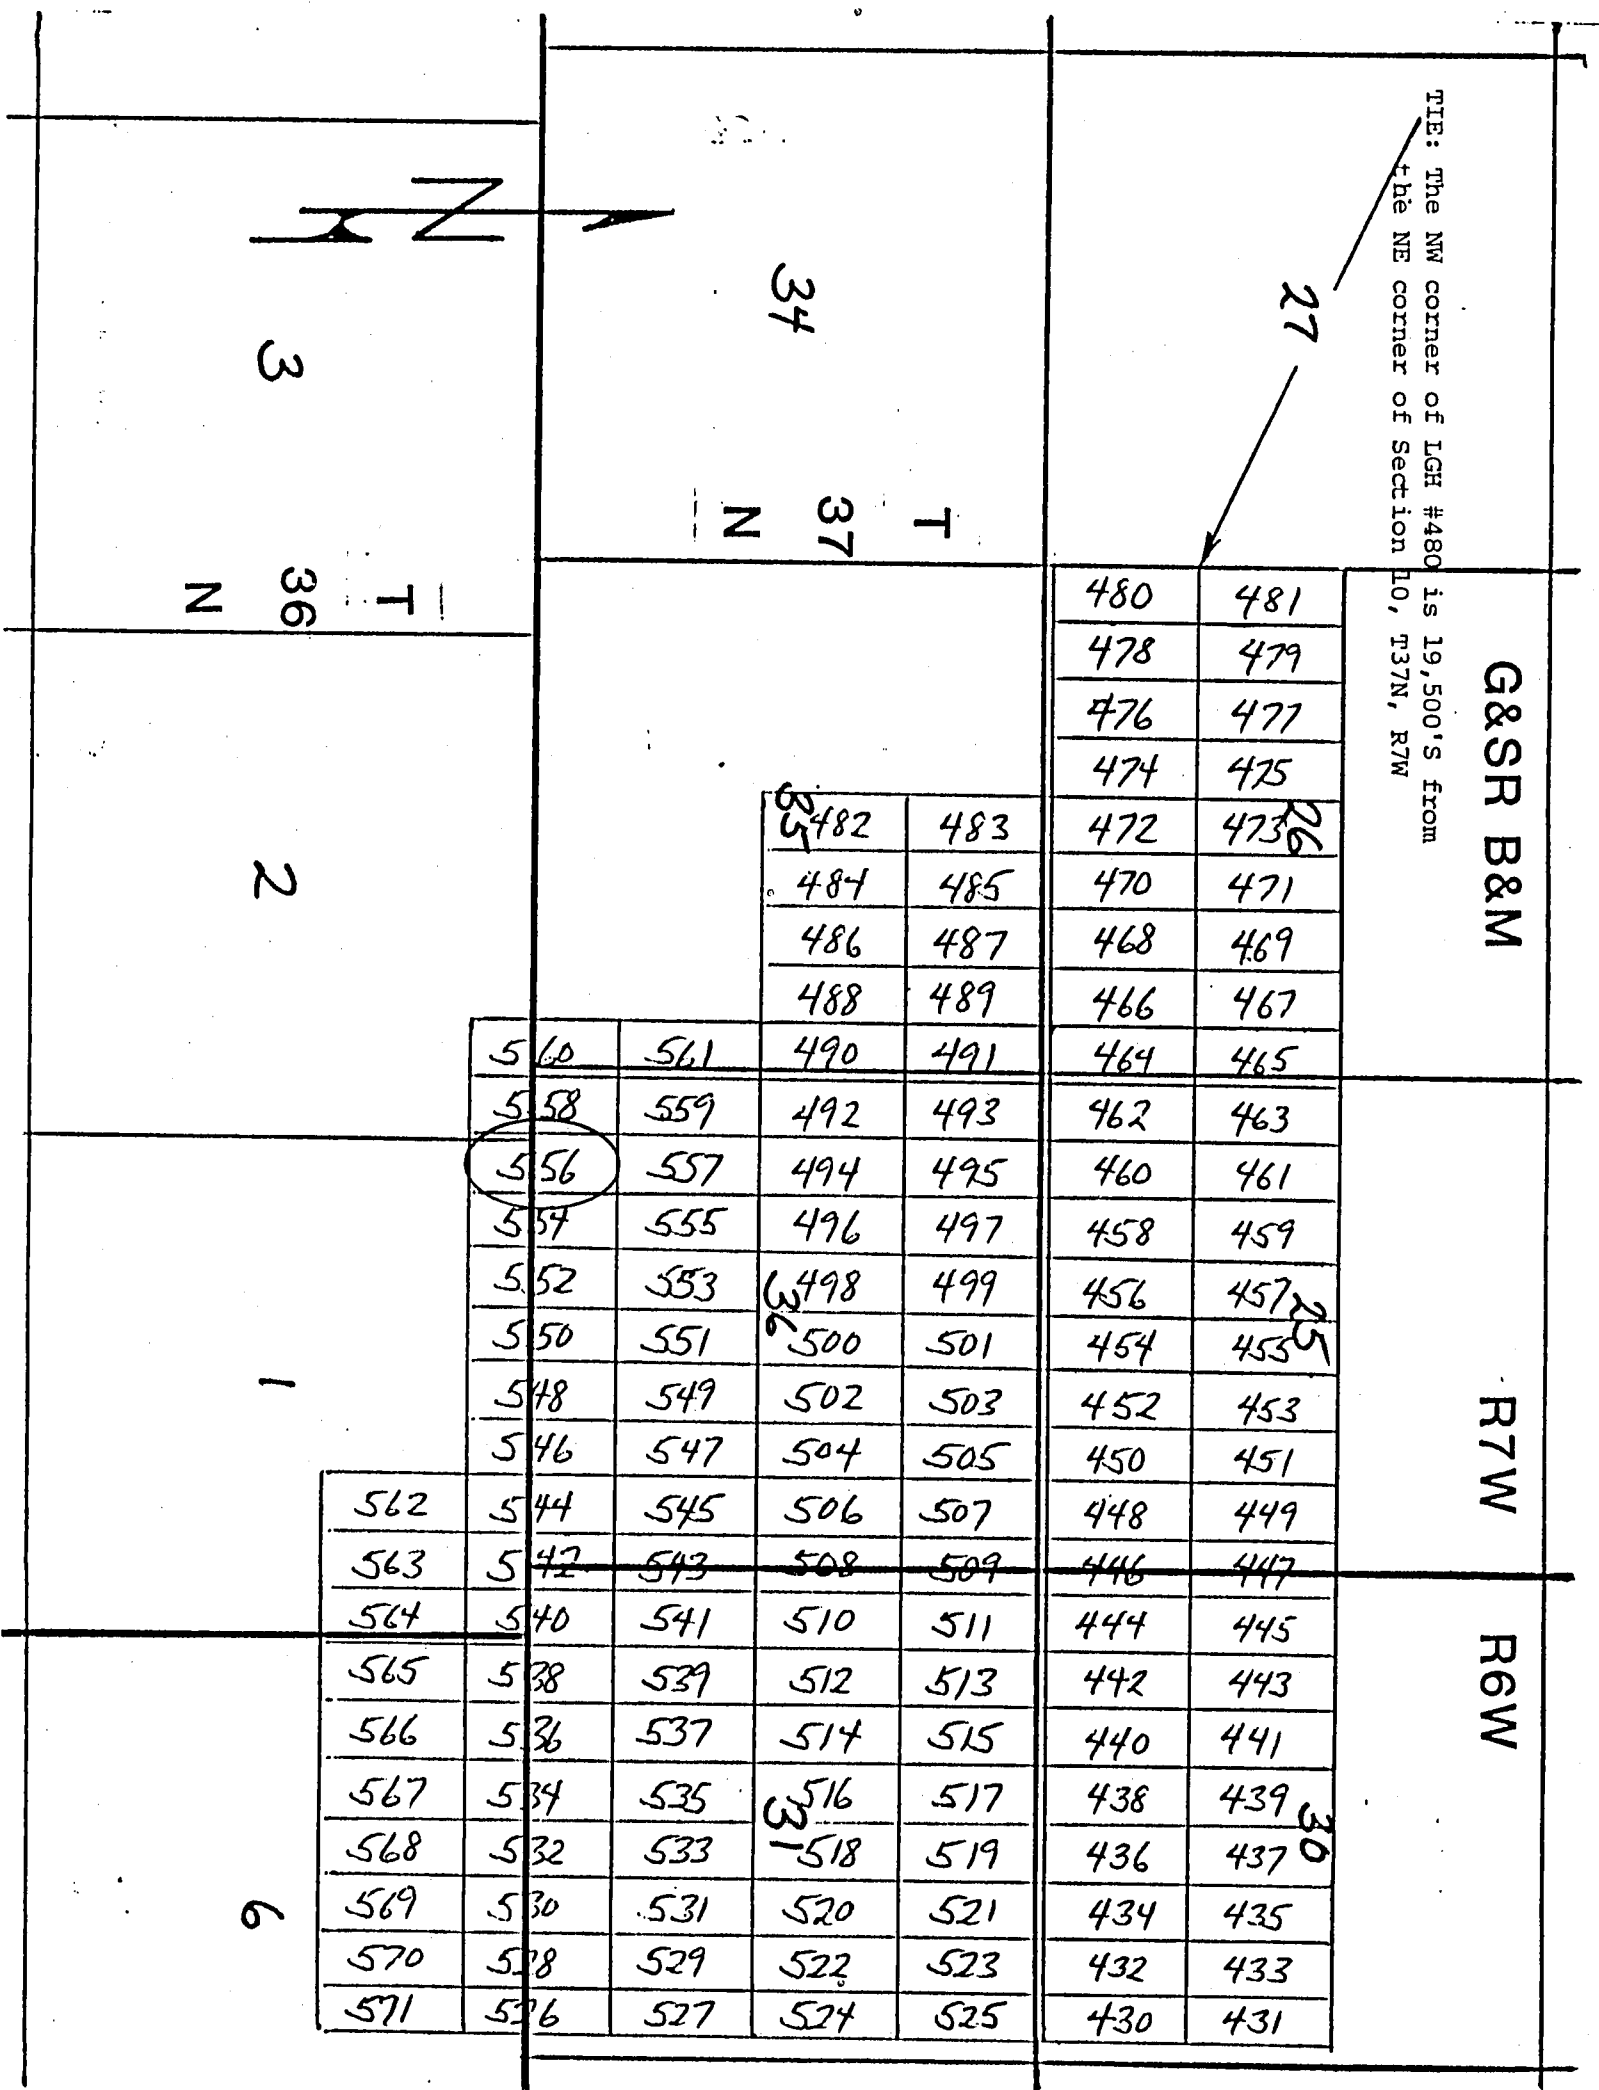 TIE: The NW corner of LGH #480 is 19,500'S from
the NE corner of Section 10, T37N, R7W
G&SR B&M
R7W
R6W
27
26
25
30
34
35
36
31
T
37
N
3
2
1
6
T
36
N
N
480 481
478 479
476 477
474 475
482 483 472 473
484 485 470 471
486 487 468 469
488 489 466 467
560 561 490 491 464 465
558 559 492 493 462 463
556 557 494 495 460 461
554 555 496 497 458 459
552 553 498 499 456 457
550 551 500 501 454 455
548 549 502 503 452 453
546 547 504 505 450 451
562 544 545 506 507 448 449
563 542 543 508 509 446 447
564 540 541 510 511 444 445
565 538 539 512 513 442 443
566 536 537 514 515 440 441
567 534 535 516 517 438 439
568 532 533 518 519 436 437
569 530 531 520 521 434 435
570 528 529 522 523 432 433
571 526 527 524 525 430 431